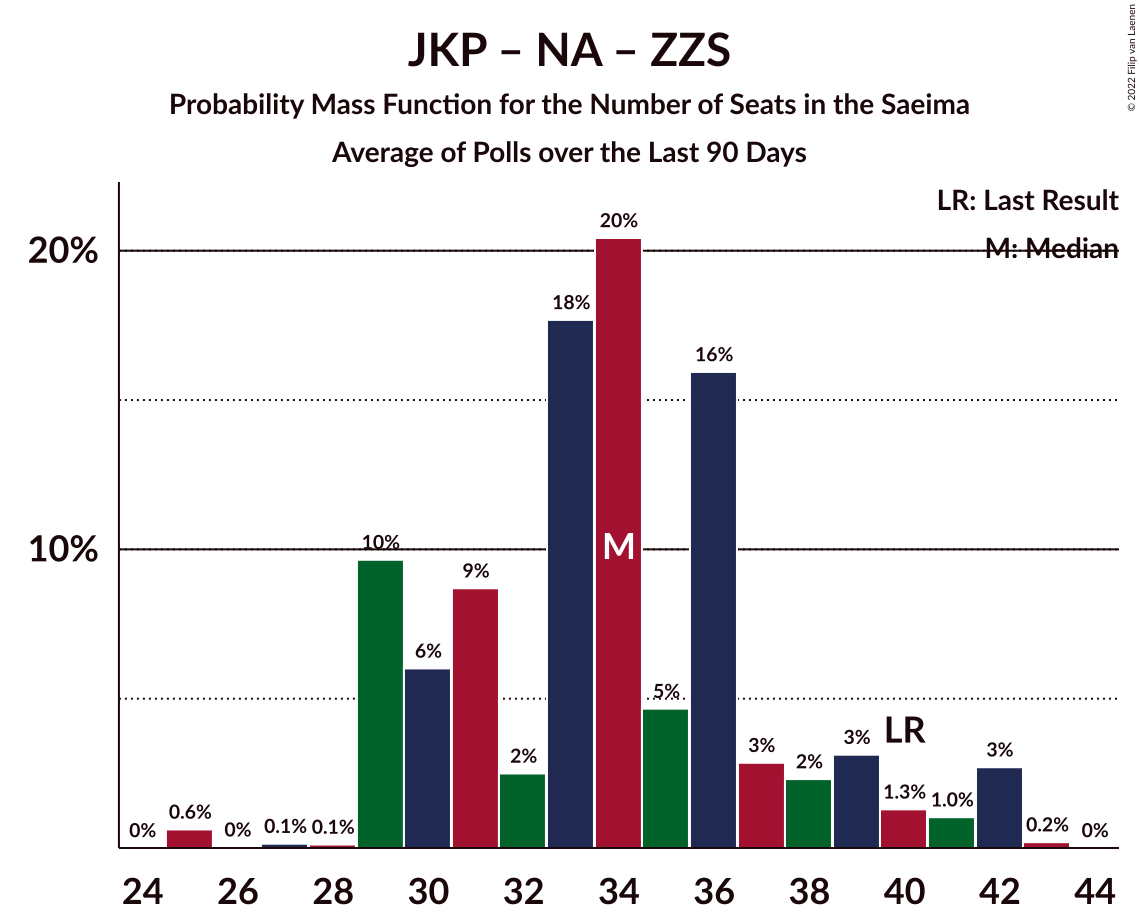 JKP – NA – ZZS
Probability Mass Function for the Number of Seats in the Saeima
Average of Polls over the Last 90 Days
© 2022 Filip van Laenen
LR: Last Result
M: Median
20%
10%
0%
0.6%
0%
0.1%
0.1%
10%
6%
9%
2%
18%
20%
5%
16%
3%
2%
3%
1.3%
1.0%
3%
0.2%
0%
M
LR
24 26 28 30 32 34 36 38 40 42 44